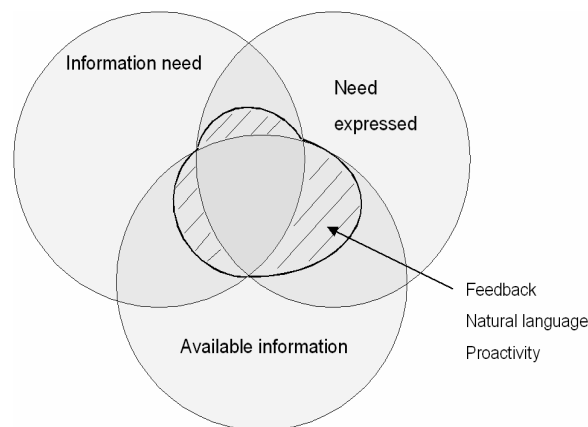 Information need
Need
expressed
Available information
Feedback
Natural language
Proactivity